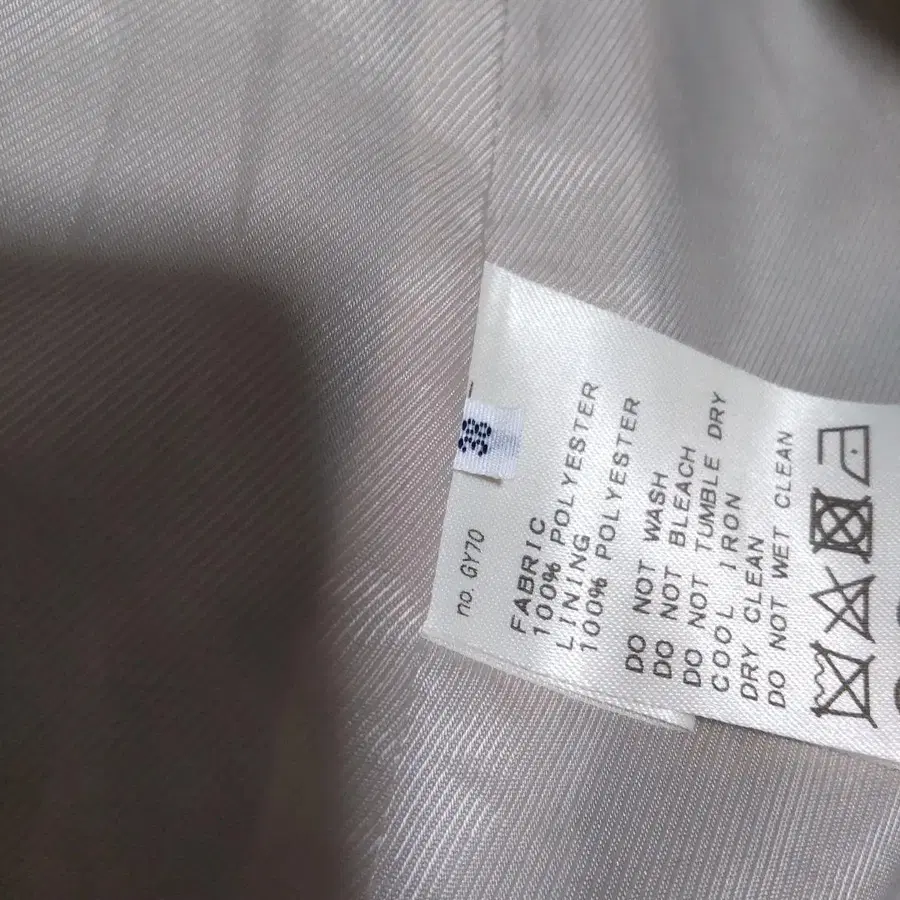 38
no. GY70
FABRIC
100% POLYESTER
LINING
100% POLYESTER
DO NOT WASH
DO NOT BLEACH
DO NOT TUMBLE DRY
COOL IRON
DRY CLEAN
DO NOT WET CLEAN